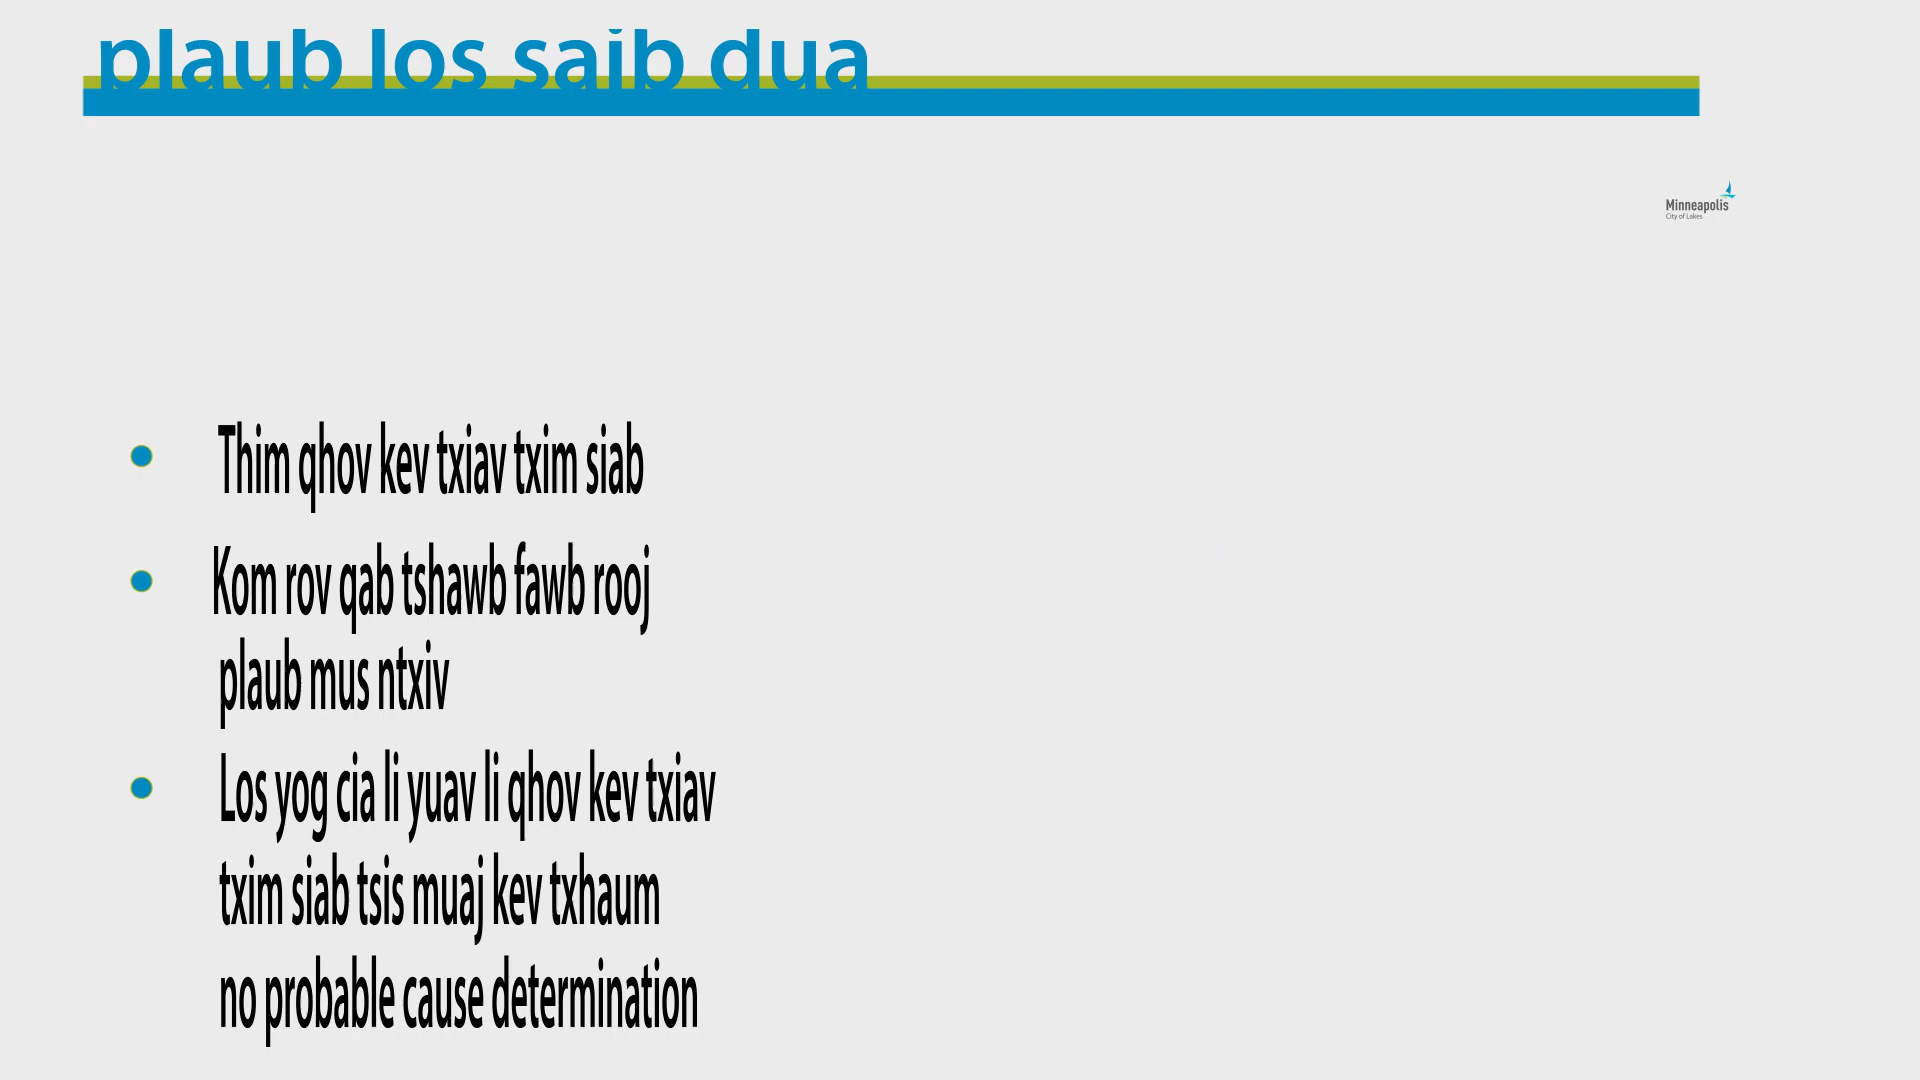 plaub los saib dua
Minneapolis
City of Lakes
Thim qhov kev txiav txim siab
Kom rov qab tshawb fawb rooj
plaub mus ntxiv
Los yog cia li yuav li qhov kev txiav
txim siab tsis muaj kev txhaum
no probable cause determination